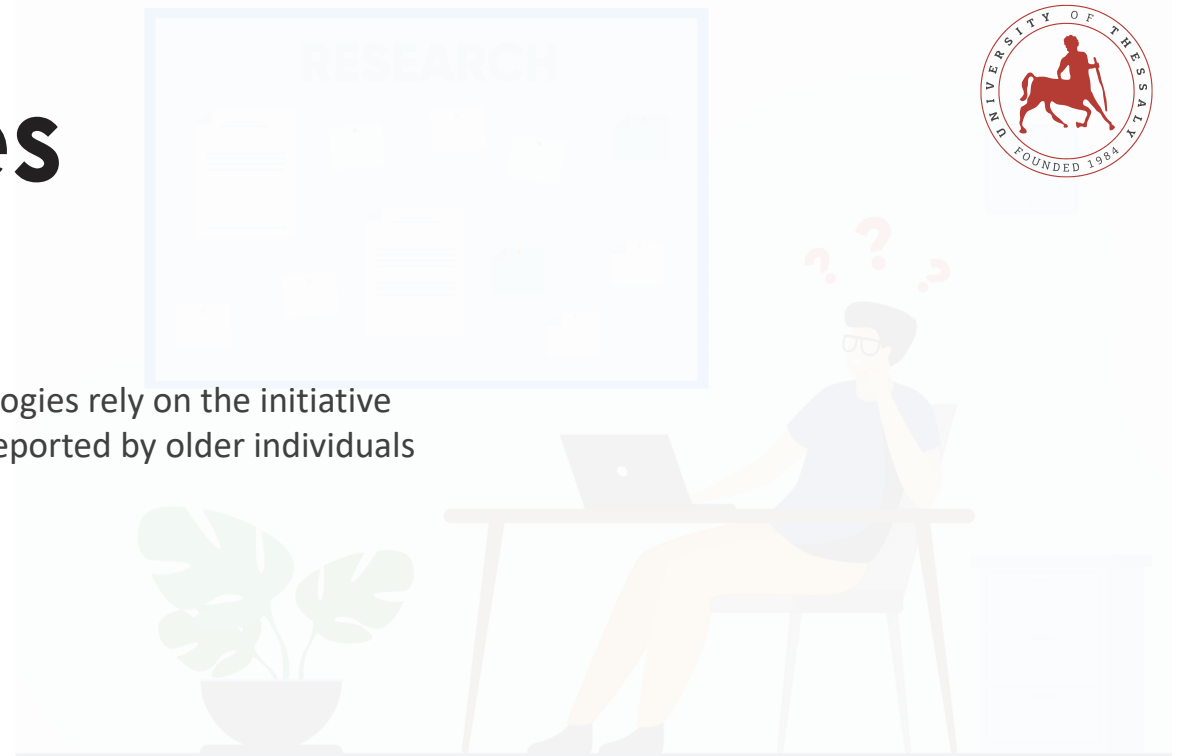 RESEARCH
UNIVERSITY OF THESSALY
FOUNDED 1984
es
? ? ?
ogies rely on the initiative
eported by older individuals